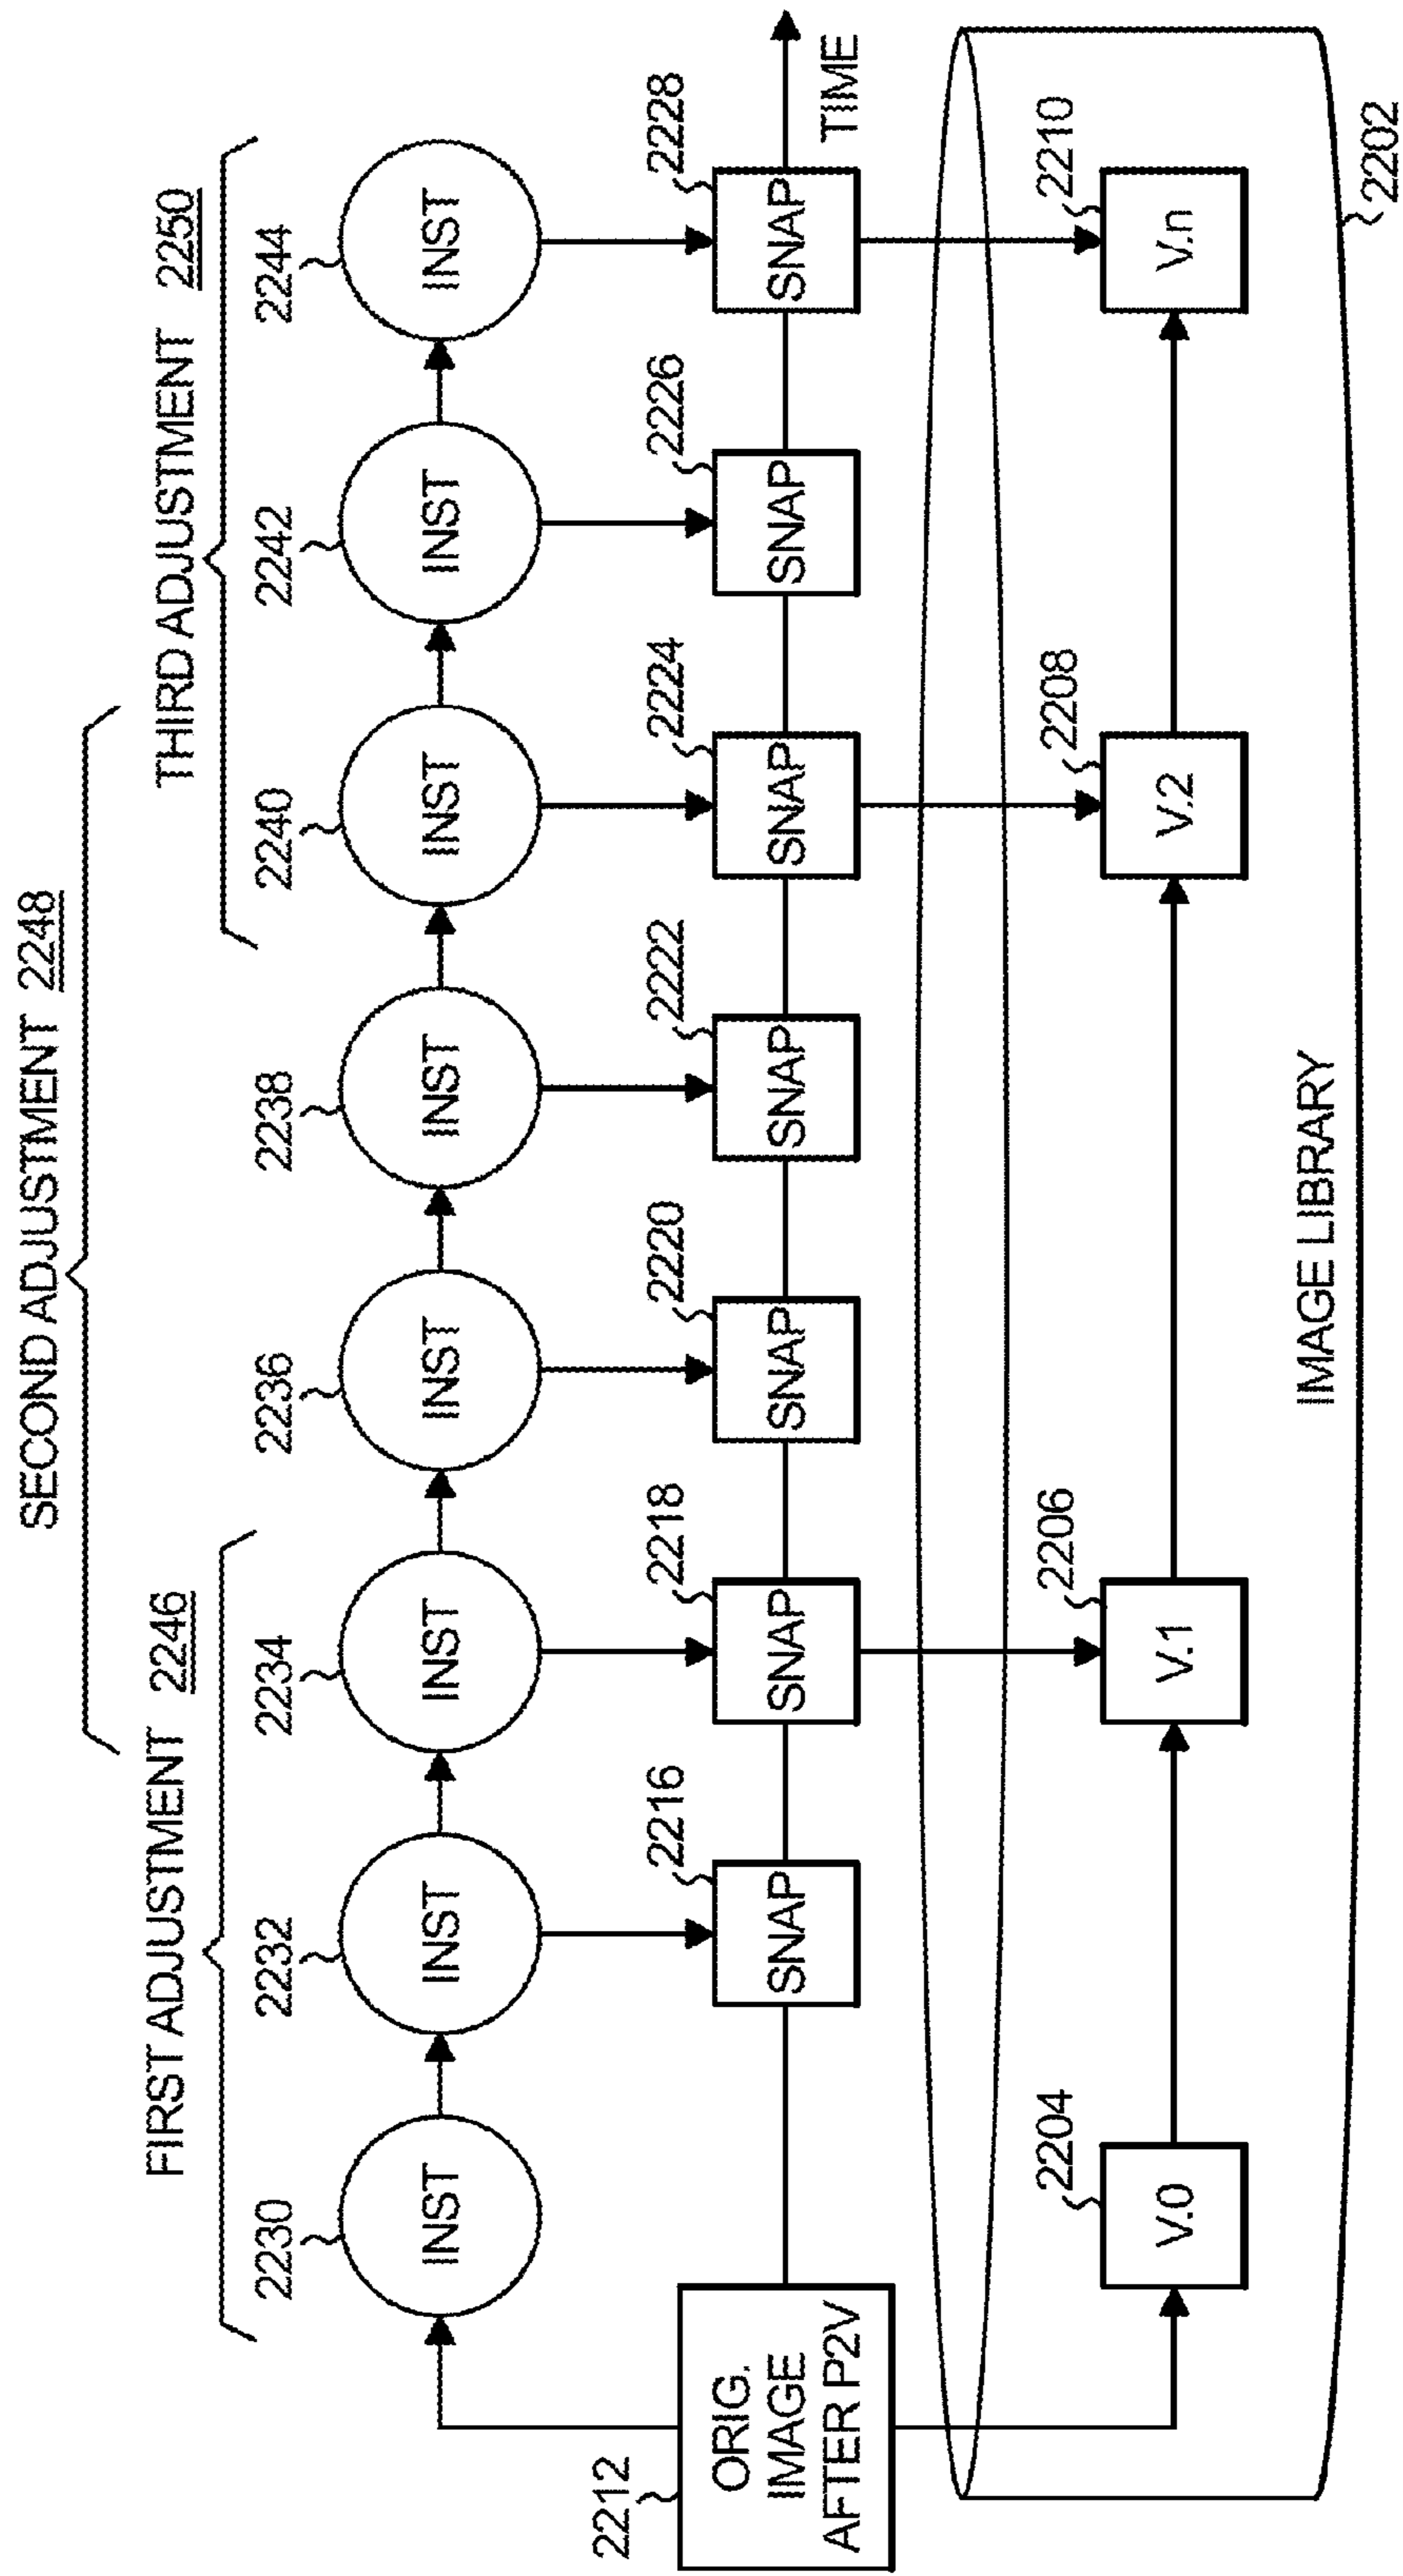 SECOND ADJUSTMENT 2248
FIRST ADJUSTMENT 2246
THIRD ADJUSTMENT 2250
2230
2232
2234
2236
2238
2240
2242
2244
INST
INST
INST
INST
INST
INST
INST
INST
2212
2216
2218
2220
2222
2224
2226
2228
ORIG.
IMAGE
AFTER P2V
SNAP
SNAP
SNAP
SNAP
SNAP
SNAP
SNAP
TIME
2204
2206
2208
2210
V.0
V.1
V.2
V.n
IMAGE LIBRARY
2202